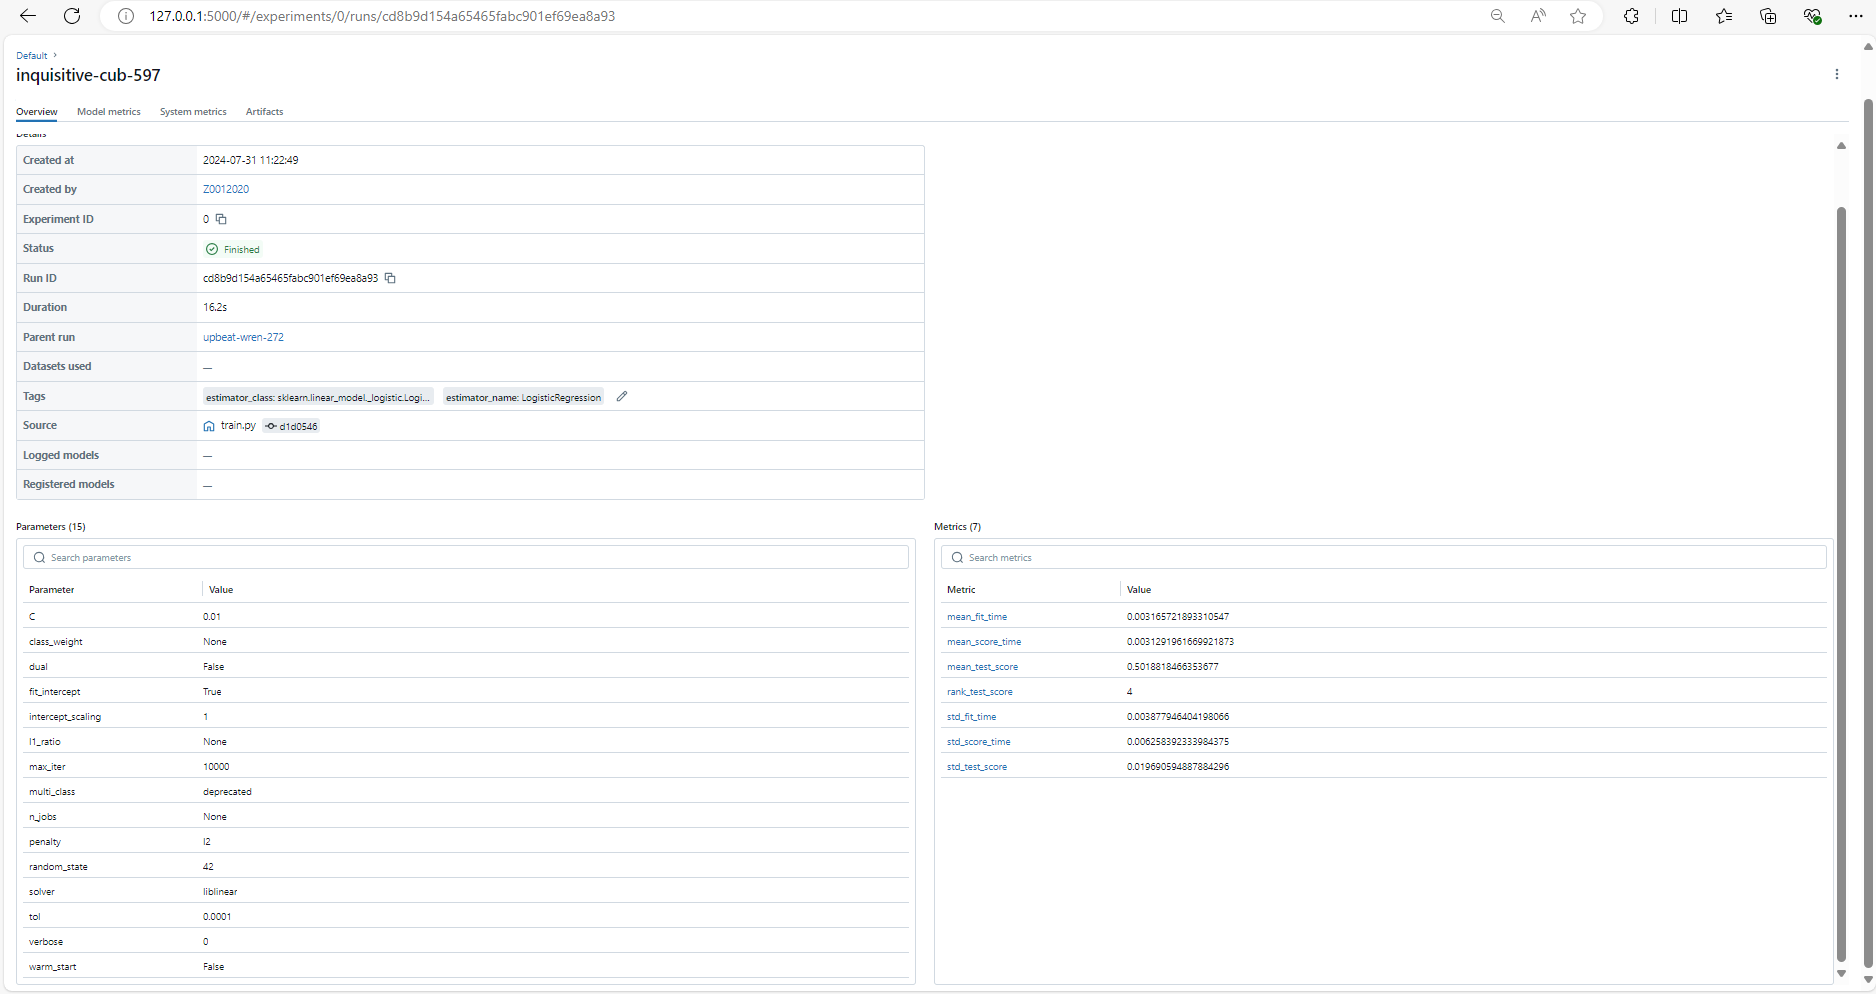 127.0.0.1:5000/#/experiments/0/runs/cd8b9d154a65465fabc901ef69ea8a93
Default ›
inquisitive-cub-597
Overview Model metrics System metrics Artifacts
Details
Created at 2024-07-31 11:22:49
Created by Z0012020
Experiment ID 0
Status Finished
Run ID cd8b9d154a65465fabc901ef69ea8a93
Duration 16.2s
Parent run upbeat-wren-272
Datasets used —
Tags estimator_class: sklearn.linear_model._logistic.Logi... estimator_name: LogisticRegression
Source train.py d1d0546
Logged models —
Registered models —
Parameters (15)
Search parameters
Parameter Value
C 0.01
class_weight None
dual False
fit_intercept True
intercept_scaling 1
l1_ratio None
max_iter 10000
multi_class deprecated
n_jobs None
penalty l2
random_state 42
solver liblinear
tol 0.0001
verbose 0
warm_start False
Metrics (7)
Search metrics
Metric Value
mean_fit_time 0.003165721893310547
mean_score_time 0.0031291961669921873
mean_test_score 0.5018818466353677
rank_test_score 4
std_fit_time 0.003877946404198066
std_score_time 0.006258392333984375
std_test_score 0.019690594887884296